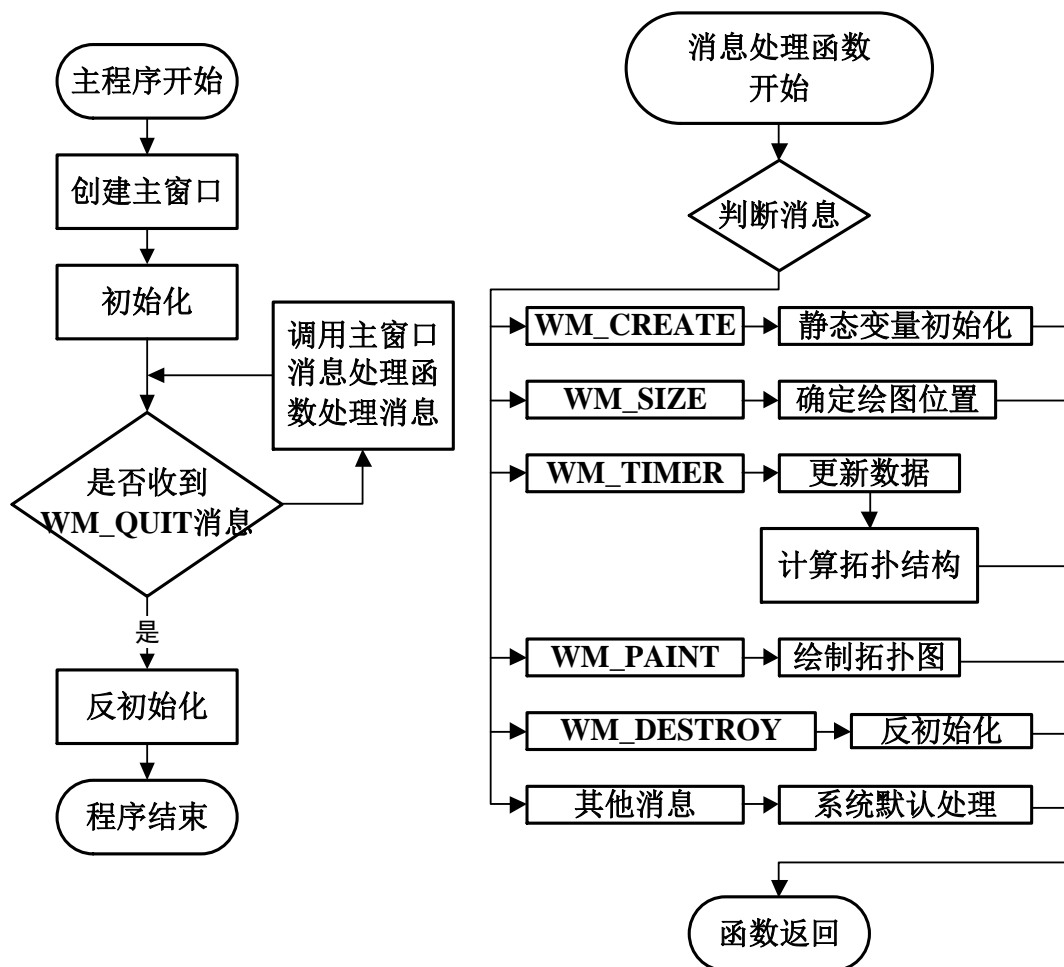 主程序开始
创建主窗口
初始化
调用主窗口
消息处理函
数处理消息
是否收到
WM_QUIT消息
是
反初始化
程序结束
消息处理函数
开始
判断消息
WM_CREATE
静态变量初始化
WM_SIZE
确定绘图位置
WM_TIMER
更新数据
计算拓扑结构
WM_PAINT
绘制拓扑图
WM_DESTROY
反初始化
其他消息
系统默认处理
函数返回